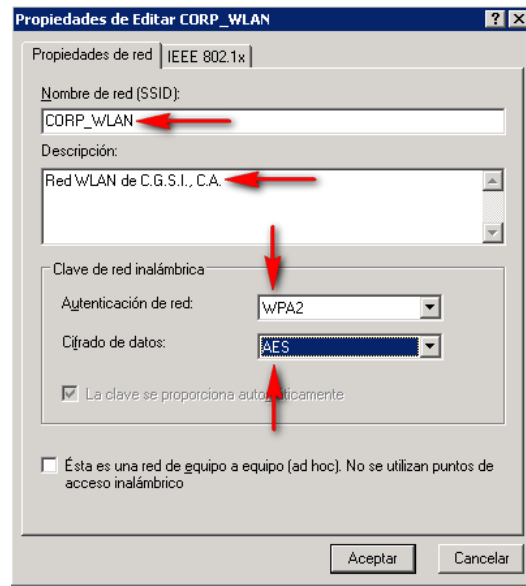 Propiedades de Editar CORP_WLAN
Propiedades de red
IEEE 802.1x
Nombre de red (SSID):
CORP_WLAN
Descripción:
Red WLAN de C.G.S.I., C.A.
Clave de red inalámbrica
Autenticación de red:
WPA2
Cifrado de datos:
AES
La clave se proporciona automáticamente
Ésta es una red de equipo a equipo (ad hoc). No se utilizan puntos de
acceso inalámbrico
Aceptar
Cancelar